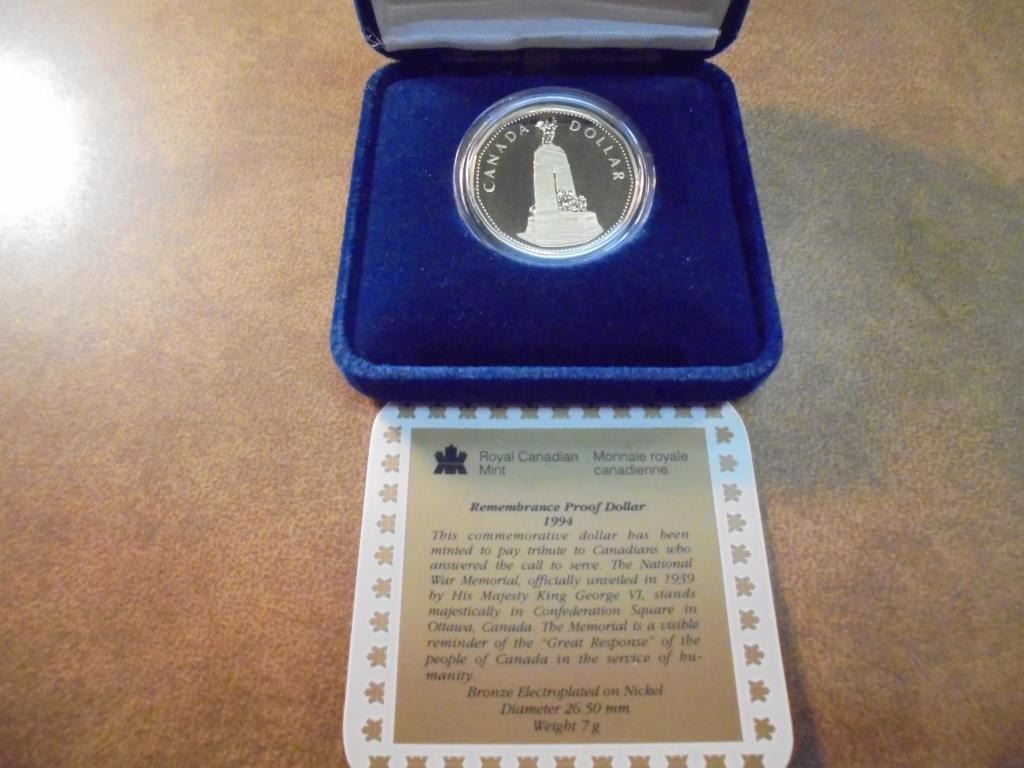 CANADA DOLLAR
Royal Canadian Mint
Monnaie royale canadienne
Remembrance Proof Dollar
1994
This commemorative dollar has been
minted to pay tribute to Canadians who
answered the call to serve. The National
War Memorial, officially unveiled in 1939
by His Majesty King George VI, stands
majestically in Confederation Square in
Ottawa, Canada. The Memorial is a visible
reminder of the "Great Response" of the
people of Canada in the service of hu-
manity.
Bronze Electroplated on Nickel
Diameter 26.50 mm
Weight 7 g